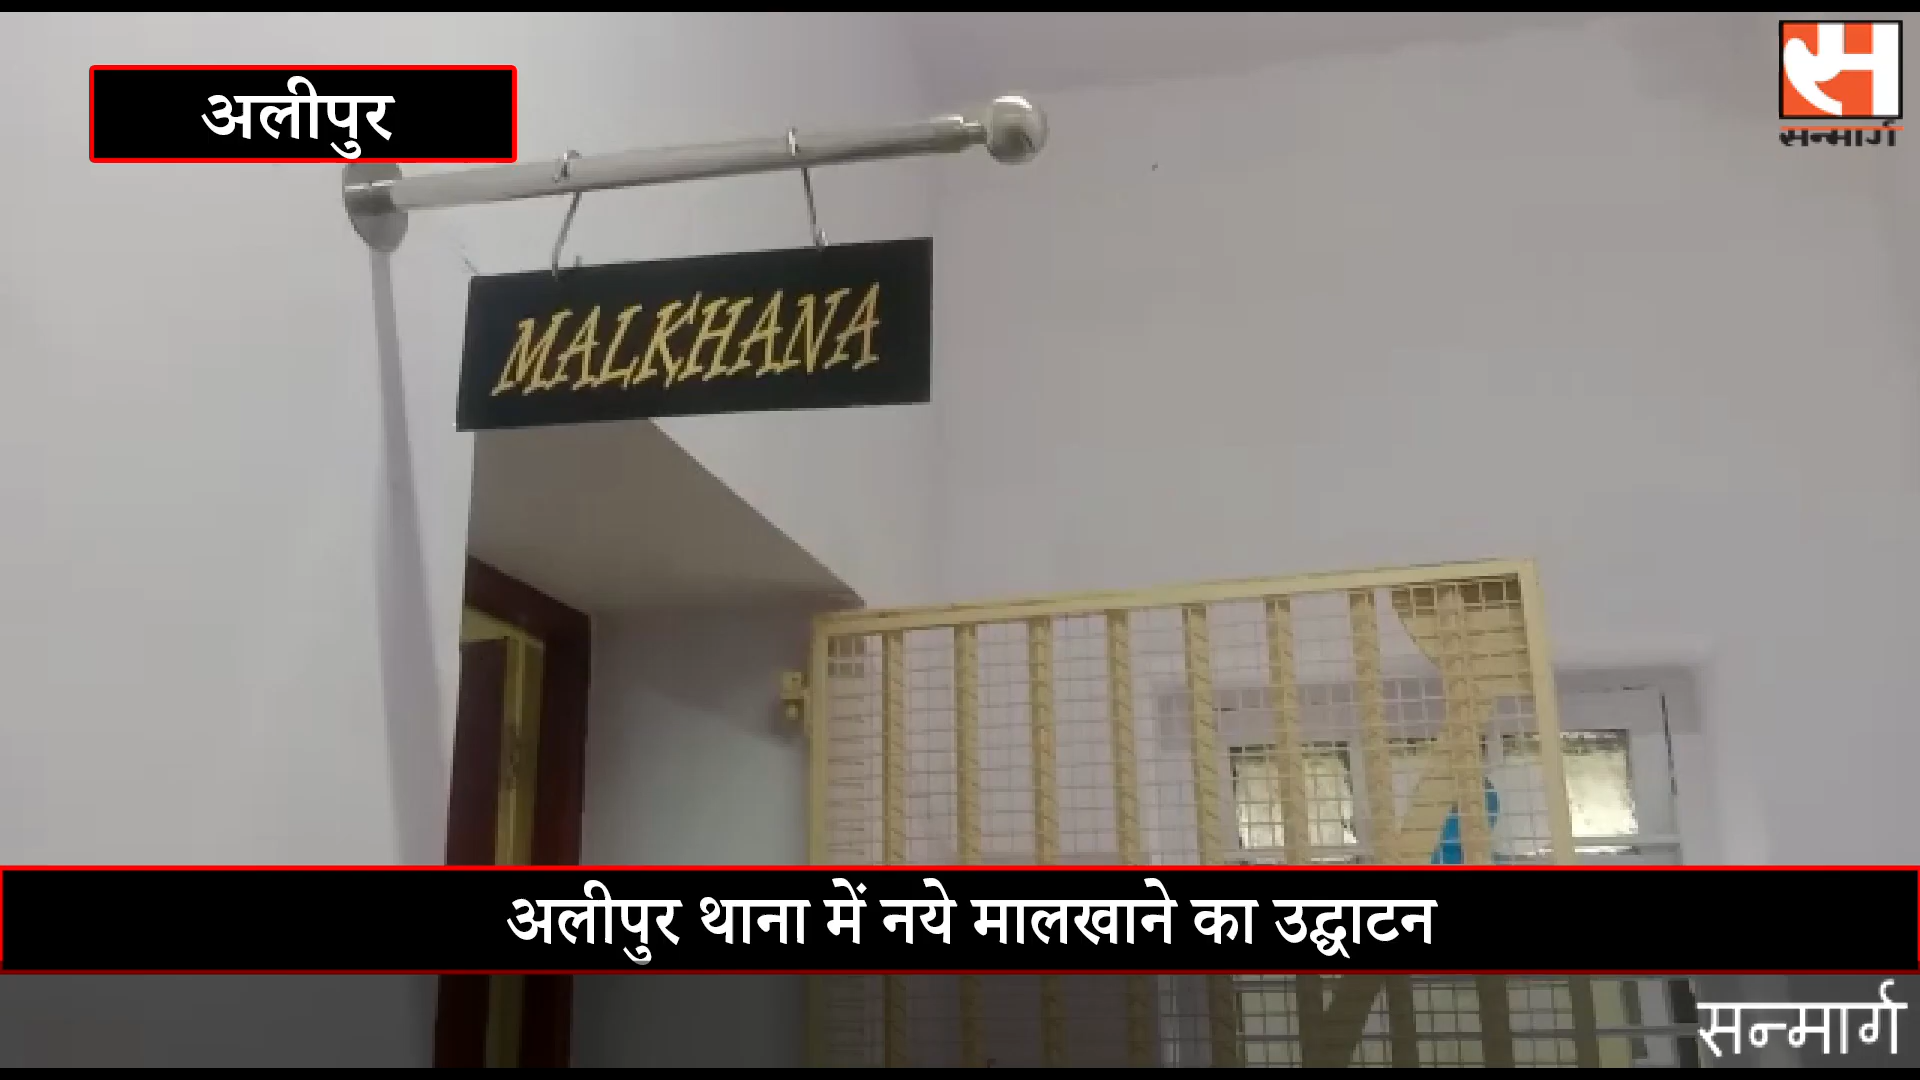 अलीपुर
सन्मार्ग
MALKHANA
अलीपुर थाना में नये मालखाने का उद्घाटन
सन्मार्ग